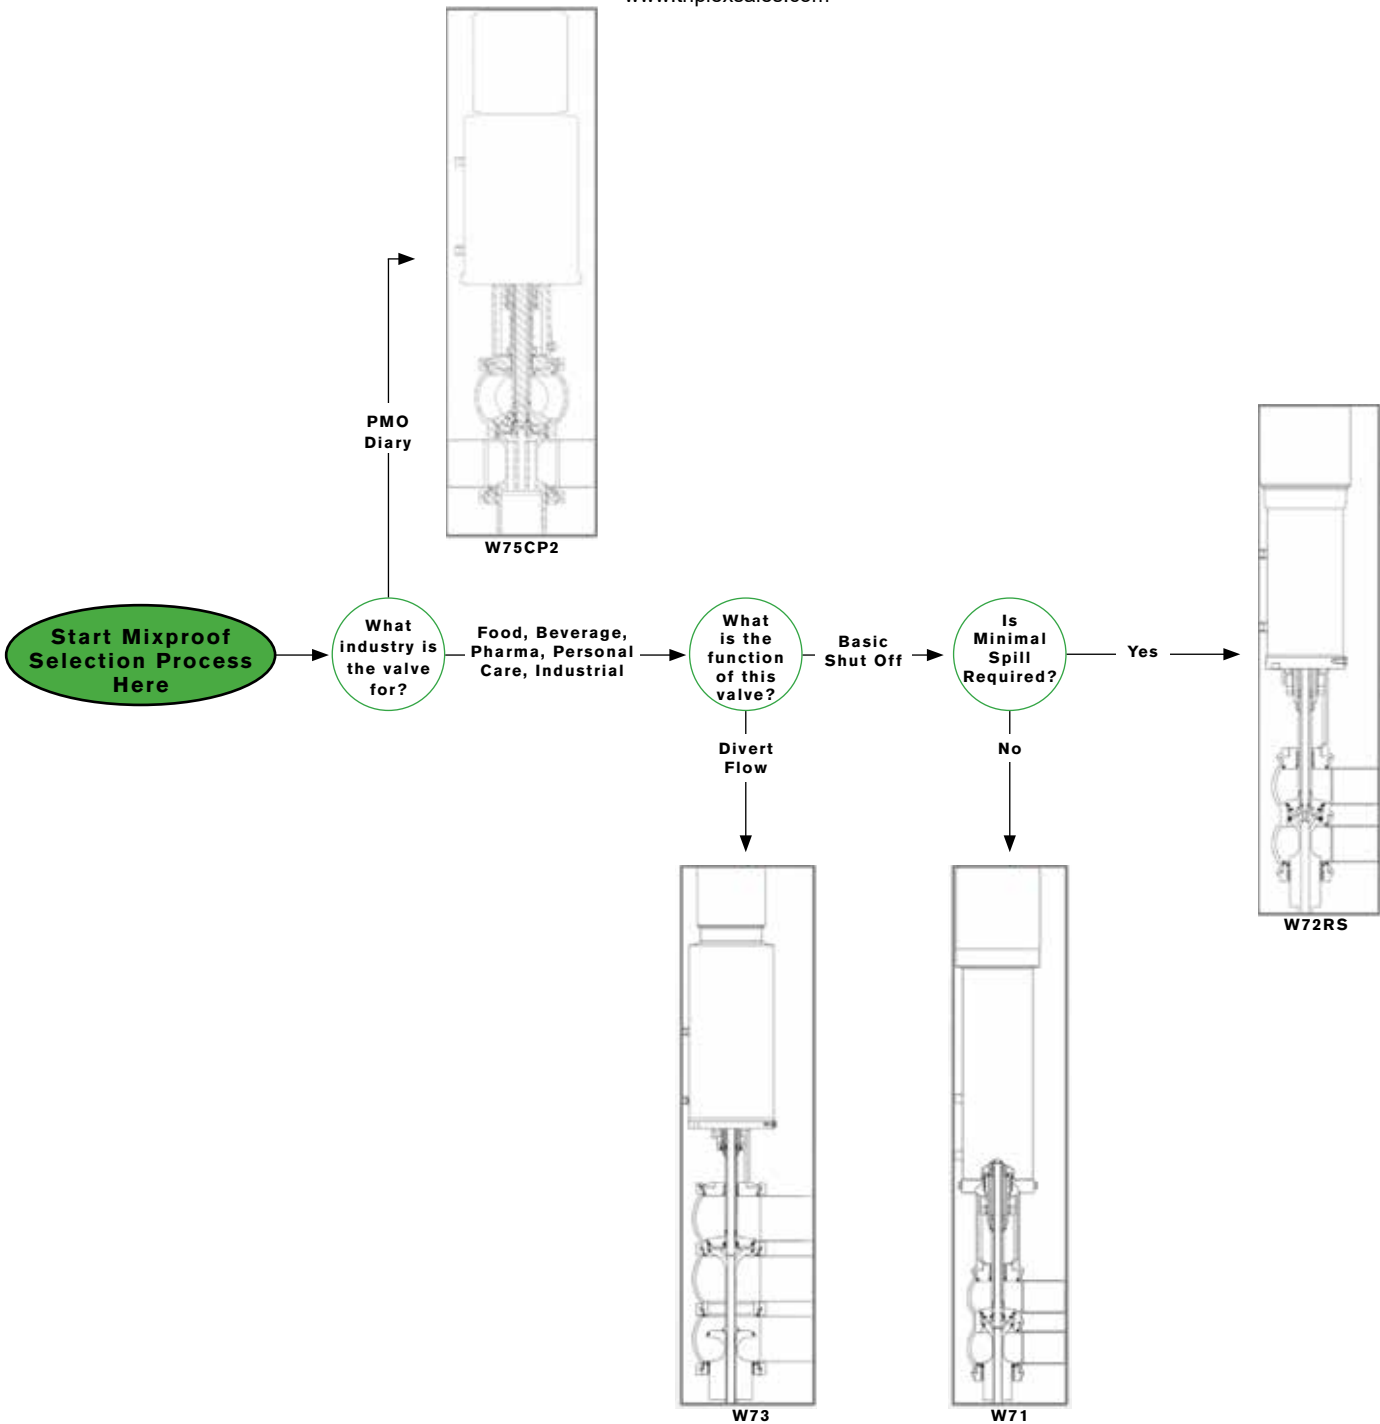 PMO
Diary
W75CP2
Start Mixproof
Selection Process
Here
What
industry is
the valve
for?
Food, Beverage,
Pharma, Personal
Care, Industrial
What
is the
function
of this
valve?
Basic
Shut Off
Is
Minimal
Spill
Required?
Yes
Divert
Flow
No
W72RS
W73
W71